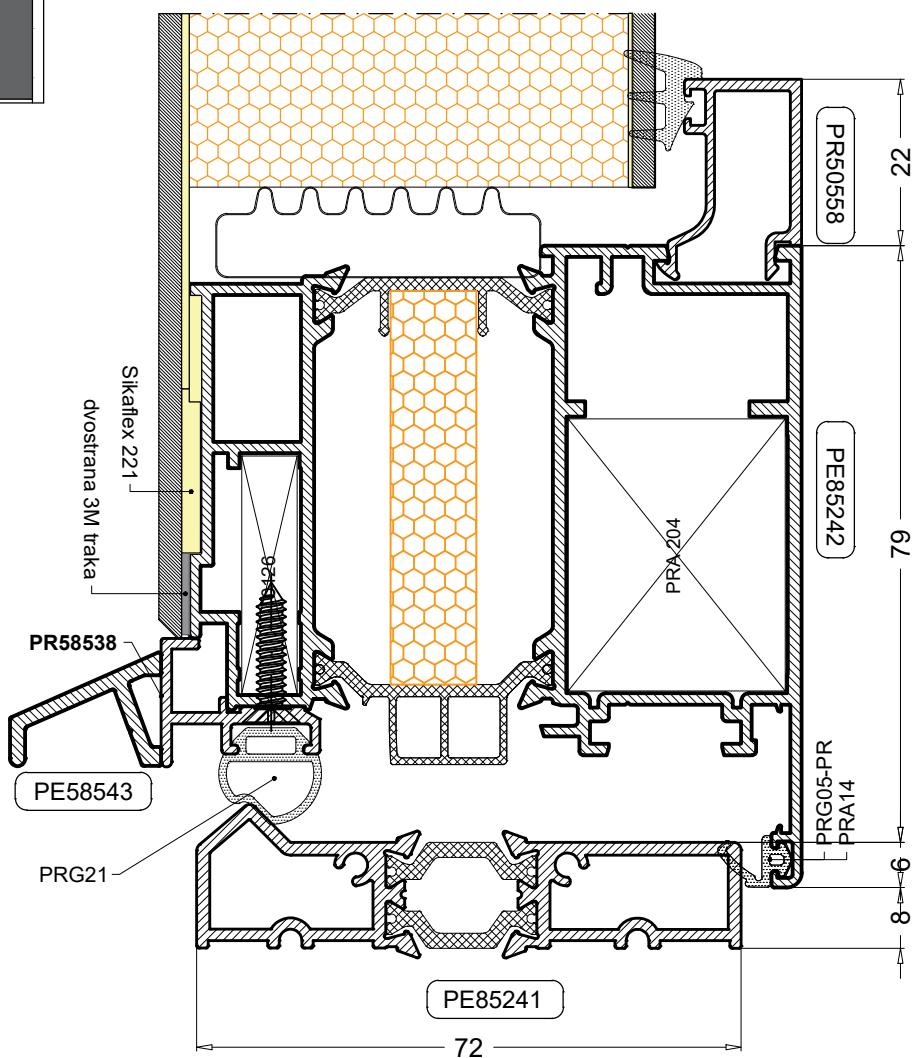 PR50558
22
PE85242
79
Sikaflex 221
dvostrana 3M traka
PRA 204
PR58538
PE58543
PRG21
PRG05-PR
PRA14
6
8
PE85241
72